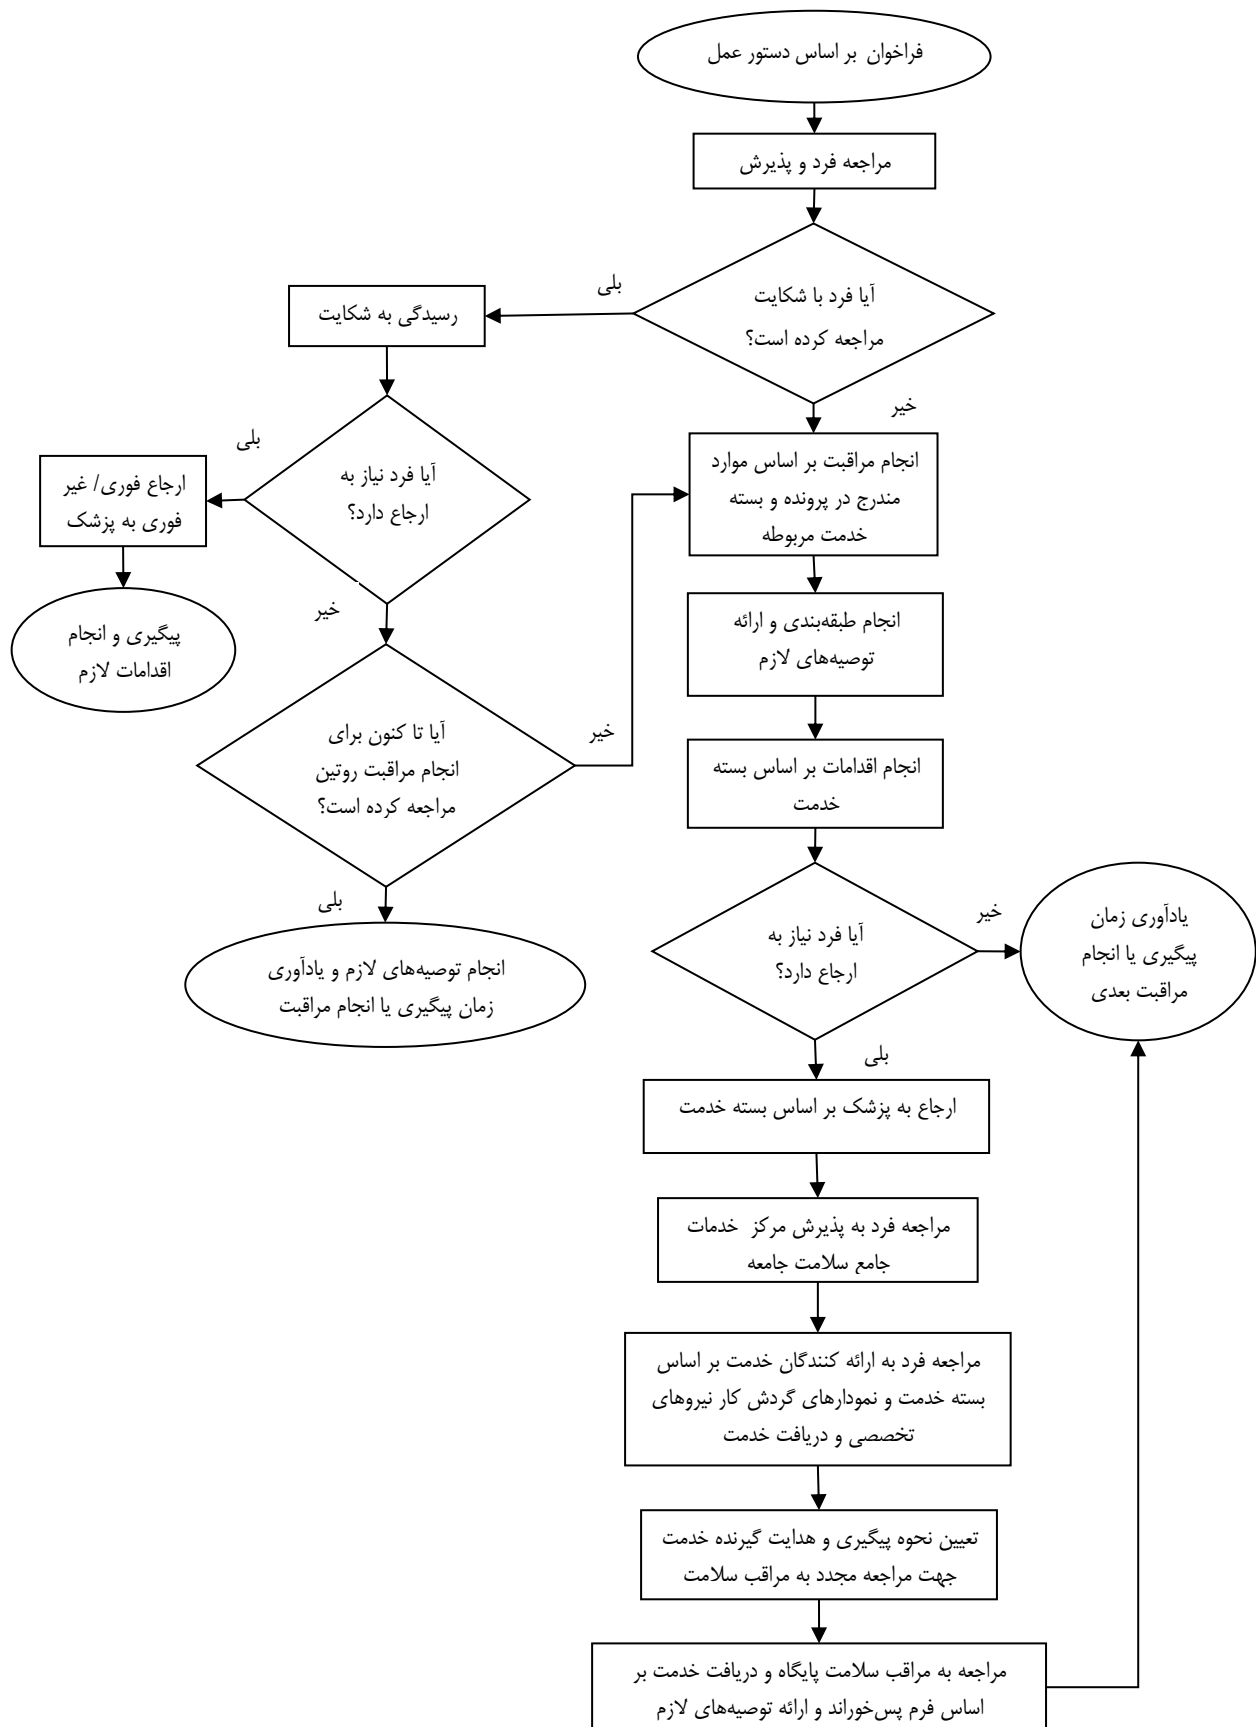 فراخوان بر اساس دستور عمل
مراجعه فرد و پذیرش
آیا فرد با شکایت
مراجعه کرده است؟
بلی
رسیدگی به شکایت
خیر
آیا فرد نیاز به
ارجاع دارد؟
بلی
ارجاع فوری/ غیر
فوری به پزشک
پیگیری و انجام
اقدامات لازم
خیر
آیا تا کنون برای
انجام مراقبت روتین
مراجعه کرده است؟
خیر
بلی
انجام توصیه‌های لازم و یادآوری
زمان پیگیری یا انجام مراقبت
انجام مراقبت بر اساس موارد
مندرج در پرونده و بسته
خدمت مربوطه
انجام طبقه‌بندی و ارائه
توصیه‌های لازم
انجام اقدامات بر اساس بسته
خدمت
آیا فرد نیاز به
ارجاع دارد؟
خیر
یادآوری زمان
پیگیری یا انجام
مراقبت بعدی
بلی
ارجاع به پزشک بر اساس بسته خدمت
مراجعه فرد به پذیرش مرکز خدمات
جامع سلامت جامعه
مراجعه فرد به ارائه کنندگان خدمت بر اساس
بسته خدمت و نمودارهای گردش کار نیروهای
تخصصی و دریافت خدمت
تعیین نحوه پیگیری و هدایت گیرنده خدمت
جهت مراجعه مجدد به مراقب سلامت
مراجعه به مراقب سلامت پایگاه و دریافت خدمت بر
اساس فرم پس‌خوراند و ارائه توصیه‌های لازم